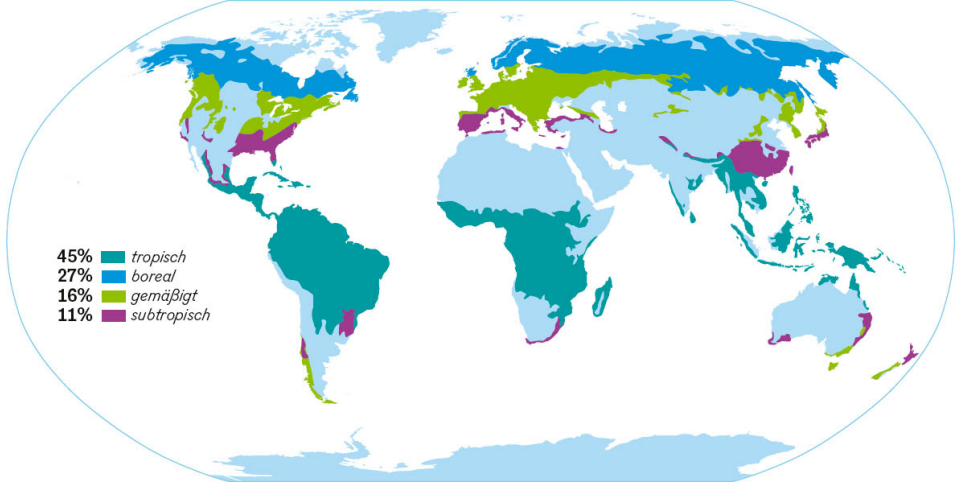 45% tropisch
27% boreal
16% gemäßigt
11% subtropisch